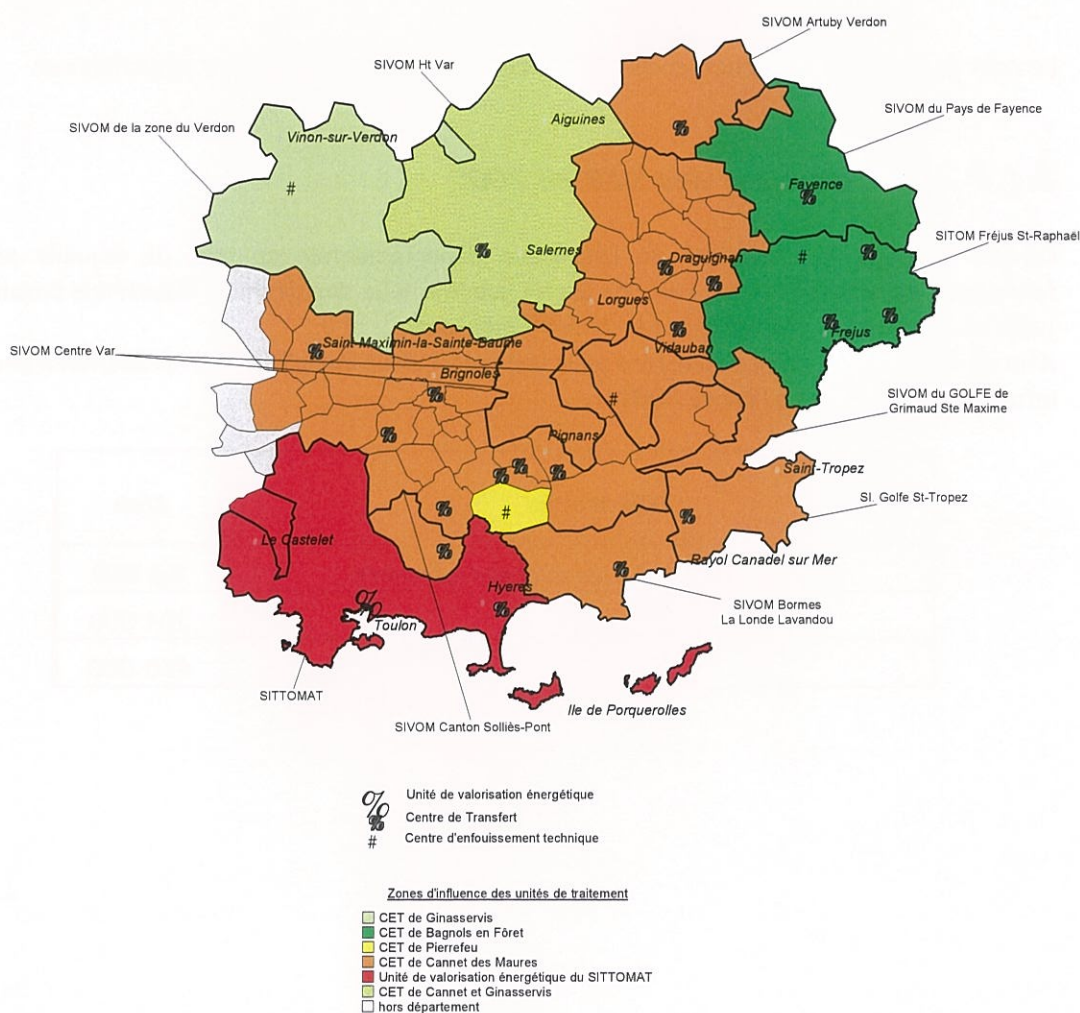 SIVOM Artuby Verdon
SIVOM Ht Var
SIVOM du Pays de Fayence
SIVOM de la zone du Verdon
Aiguines
Vinon-sur-Verdon
#
Fayence
%
SITOM Fréjus St-Raphaël
Salernes
Draguignan
#
Lorgues
Fréjus
SIVOM Centre Var
Saint-Maximin-la-Sainte-Baume
Vidauban
Brignoles
SIVOM du GOLFE de
Grimaud Ste Maxime
#
Pignans
Saint-Tropez
SI. Golfe St-Tropez
#
Le Castelet
Rayol Canadel sur Mer
Hyeres
SIVOM Bormes
La Londe Lavandou
%
Toulon
SITTOMAT
Ile de Porquerolles
SIVOM Canton Solliès-Pont
% Unité de valorisation énergétique
% Centre de Transfert
# Centre d'enfouissement technique
Zones d'influence des unités de traitement
CET de Ginasservis
CET de Bagnols en Fôret
CET de Pierrefeu
CET de Cannet des Maures
Unité de valorisation énergétique du SITTOMAT
CET de Cannet et Ginasservis
hors département